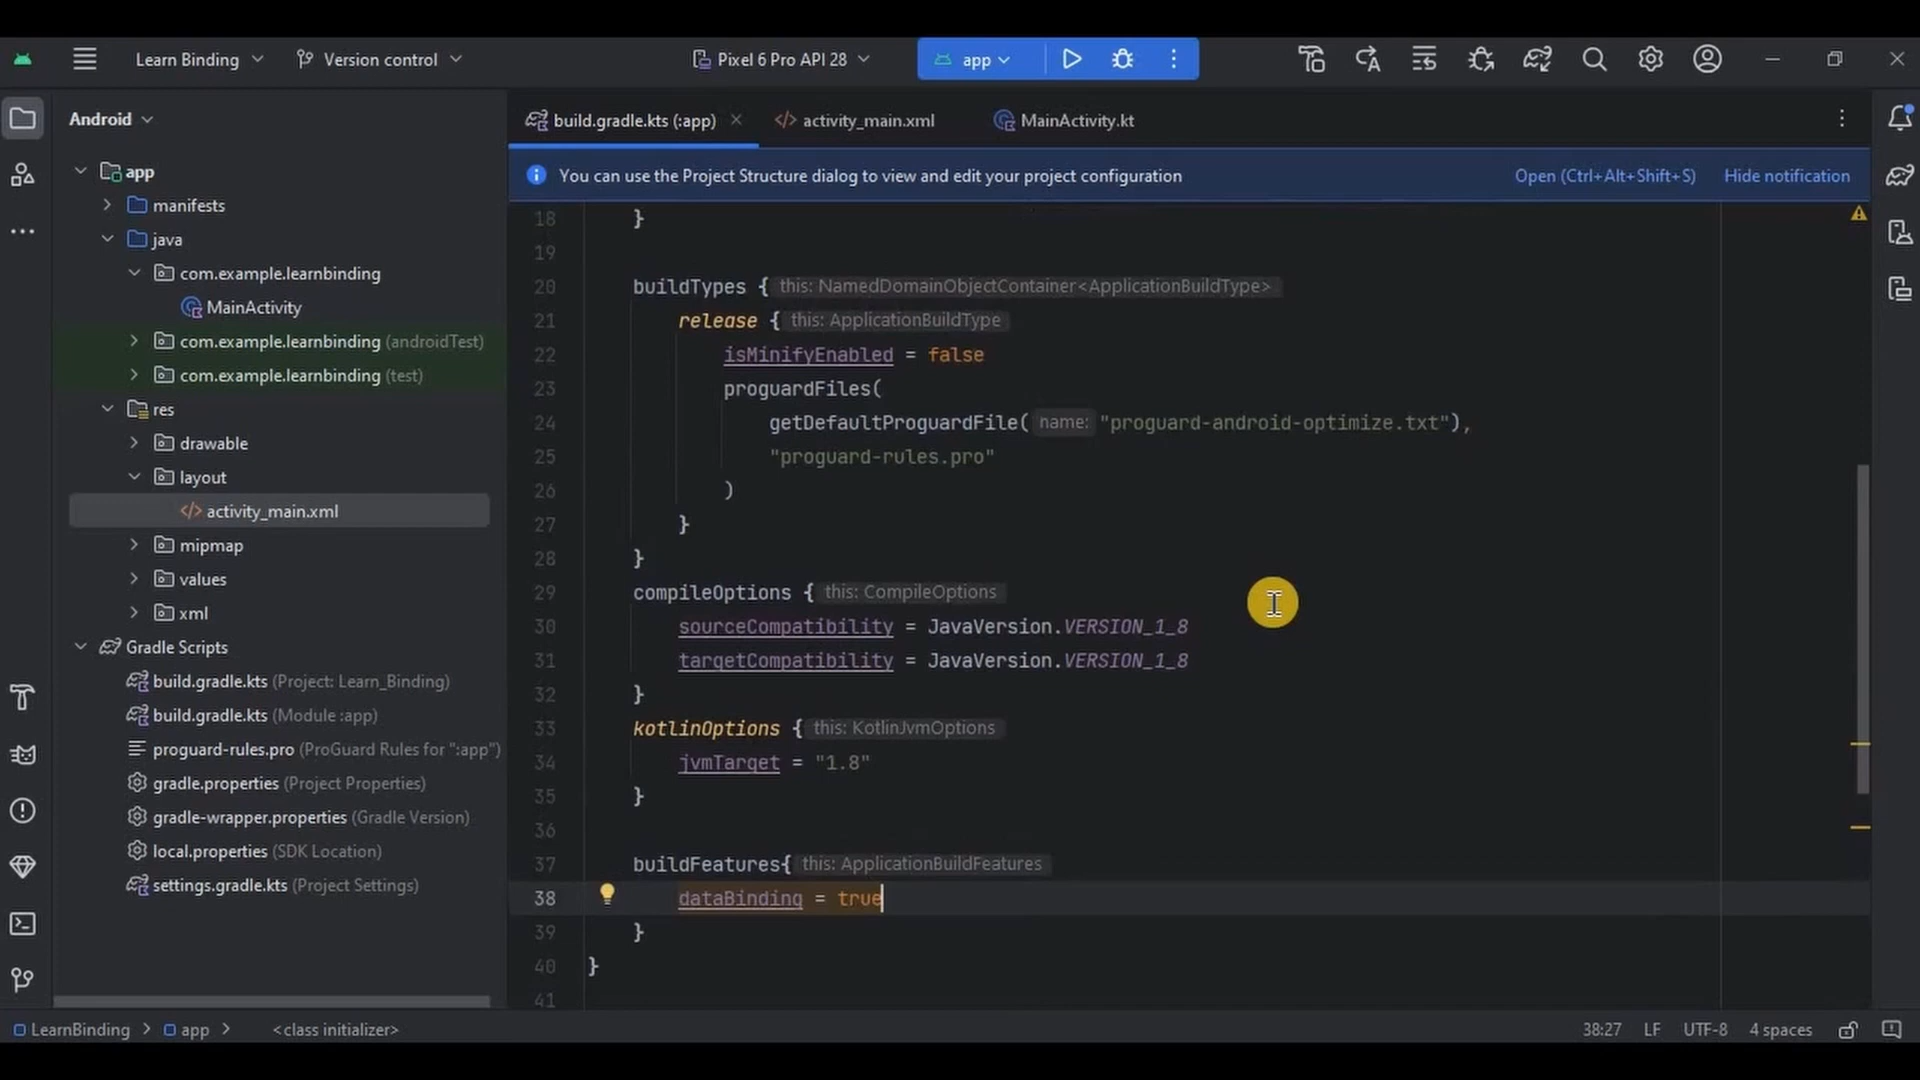 Learn Binding
Version control
Pixel 6 Pro API 28
app
Android
app
manifests
java
com.example.learnbinding
MainActivity
com.example.learnbinding (androidTest)
com.example.learnbinding (test)
res
drawable
layout
activity_main.xml
mipmap
values
xml
Gradle Scripts
build.gradle.kts (Project: Learn_Binding)
build.gradle.kts (Module :app)
proguard-rules.pro (ProGuard Rules for ":app")
gradle.properties (Project Properties)
gradle-wrapper.properties (Gradle Version)
local.properties (SDK Location)
settings.gradle.kts (Project Settings)
build.gradle.kts (:app)
activity_main.xml
MainActivity.kt
You can use the Project Structure dialog to view and edit your project configuration
Open (Ctrl+Alt+Shift+S)
Hide notification
18 }
19
20 buildTypes { this: NamedDomainObjectContainer<ApplicationBuildType>
21 release { this: ApplicationBuildType
22 isMinifyEnabled = false
23 proguardFiles(
24 getDefaultProguardFile( name: "proguard-android-optimize.txt"),
25 "proguard-rules.pro"
26 )
27 }
28 }
29 compileOptions { this: CompileOptions
30 sourceCompatibility = JavaVersion.VERSION_1_8
31 targetCompatibility = JavaVersion.VERSION_1_8
32 }
33 kotlinOptions { this: KotlinJvmOptions
34 jvmTarget = "1.8"
35 }
36
37 buildFeatures{ this: ApplicationBuildFeatures
38 dataBinding = true
39 }
40 }
41
LearnBinding > app > <class initializer>
38:27 LF UTF-8 4 spaces